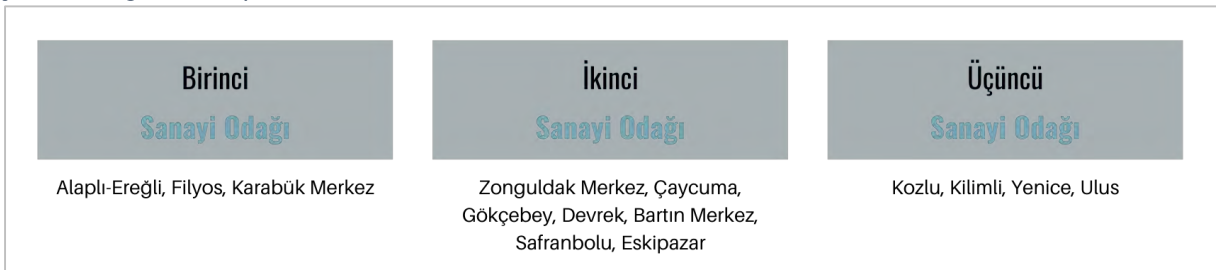 Birinci
Sanayi Odağı
Alaplı-Ereğli, Filyos, Karabük Merkez
İkinci
Sanayi Odağı
Zonguldak Merkez, Çaycuma,
Gökçebey, Devrek, Bartın Merkez,
Safranbolu, Eskipazar
Üçüncü
Sanayi Odağı
Kozlu, Kilimli, Yenice, Ulus